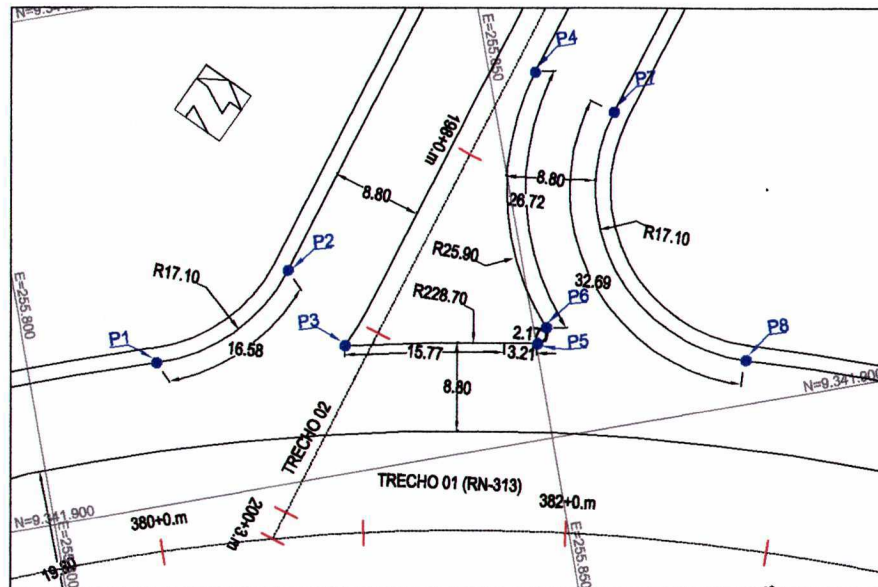 N=9.341.9
E=255.850
P4
P7
198+0.m
8.80
8.80
26.72
R17.10
R25.90
P2
R17.10
E=255.800
R228.70
32.69
P6
P1
P3
2.17
P5
P8
16.58
15.77
3.21
N=9.341.900
8.80
TRECHO 02
TRECHO 01 (RN-313)
200+3.m
382+0.m
380+0.m
N=9.341.900
E=255.850